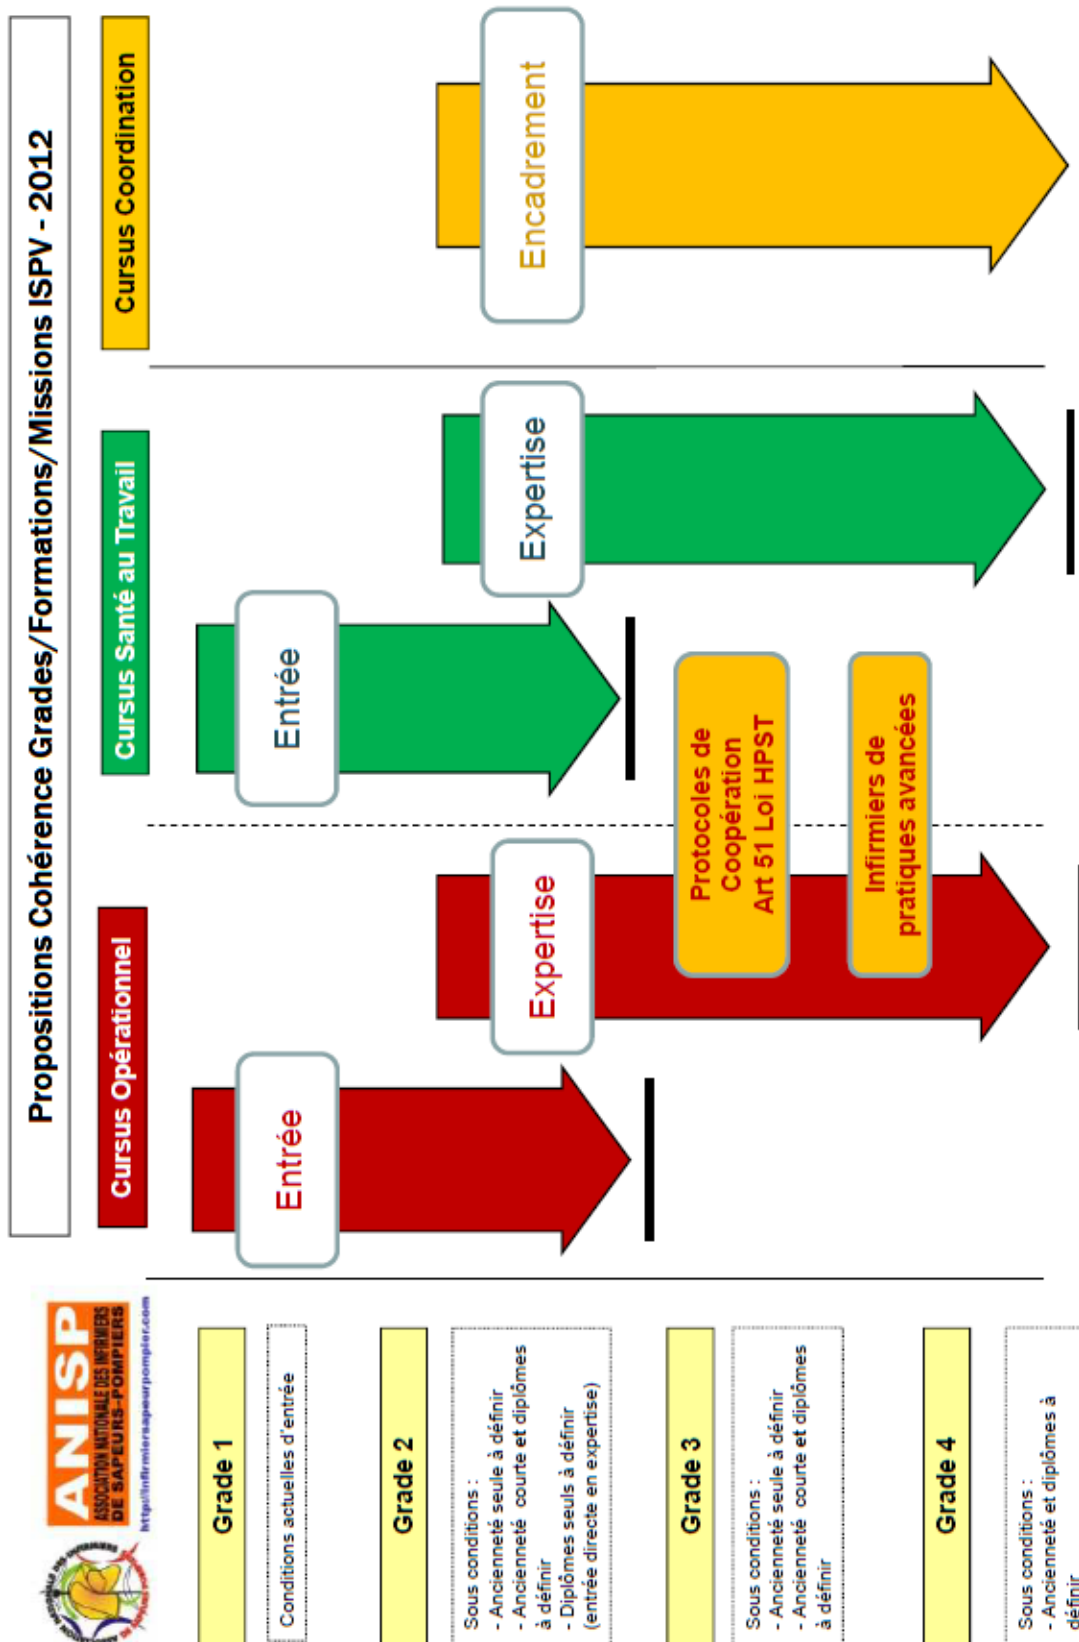 Propositions Cohérence Grades/Formations/Missions ISPV - 2012
ANISP
ASSOCIATION NATIONALE DES INFIRMIERS
DE SAPEURS-POMPIERS
http://infirmiersapeurpompier.com
Cursus Opérationnel
Cursus Santé au Travail
Cursus Coordination
Grade 1
Conditions actuelles d'entrée
Entrée
Entrée
Grade 2
Sous conditions :
- Ancienneté seule à définir
- Ancienneté courte et diplômes
à définir
- Diplômes seuls à définir
(entrée directe en expertise)
Expertise
Expertise
Encadrement
Grade 3
Sous conditions :
- Ancienneté seule à définir
- Ancienneté courte et diplômes
à définir
Protocoles de
Coopération
Art 51 Loi HPST
Infirmiers de
pratiques avancées
Grade 4
Sous conditions :
- Ancienneté et diplômes à
définir